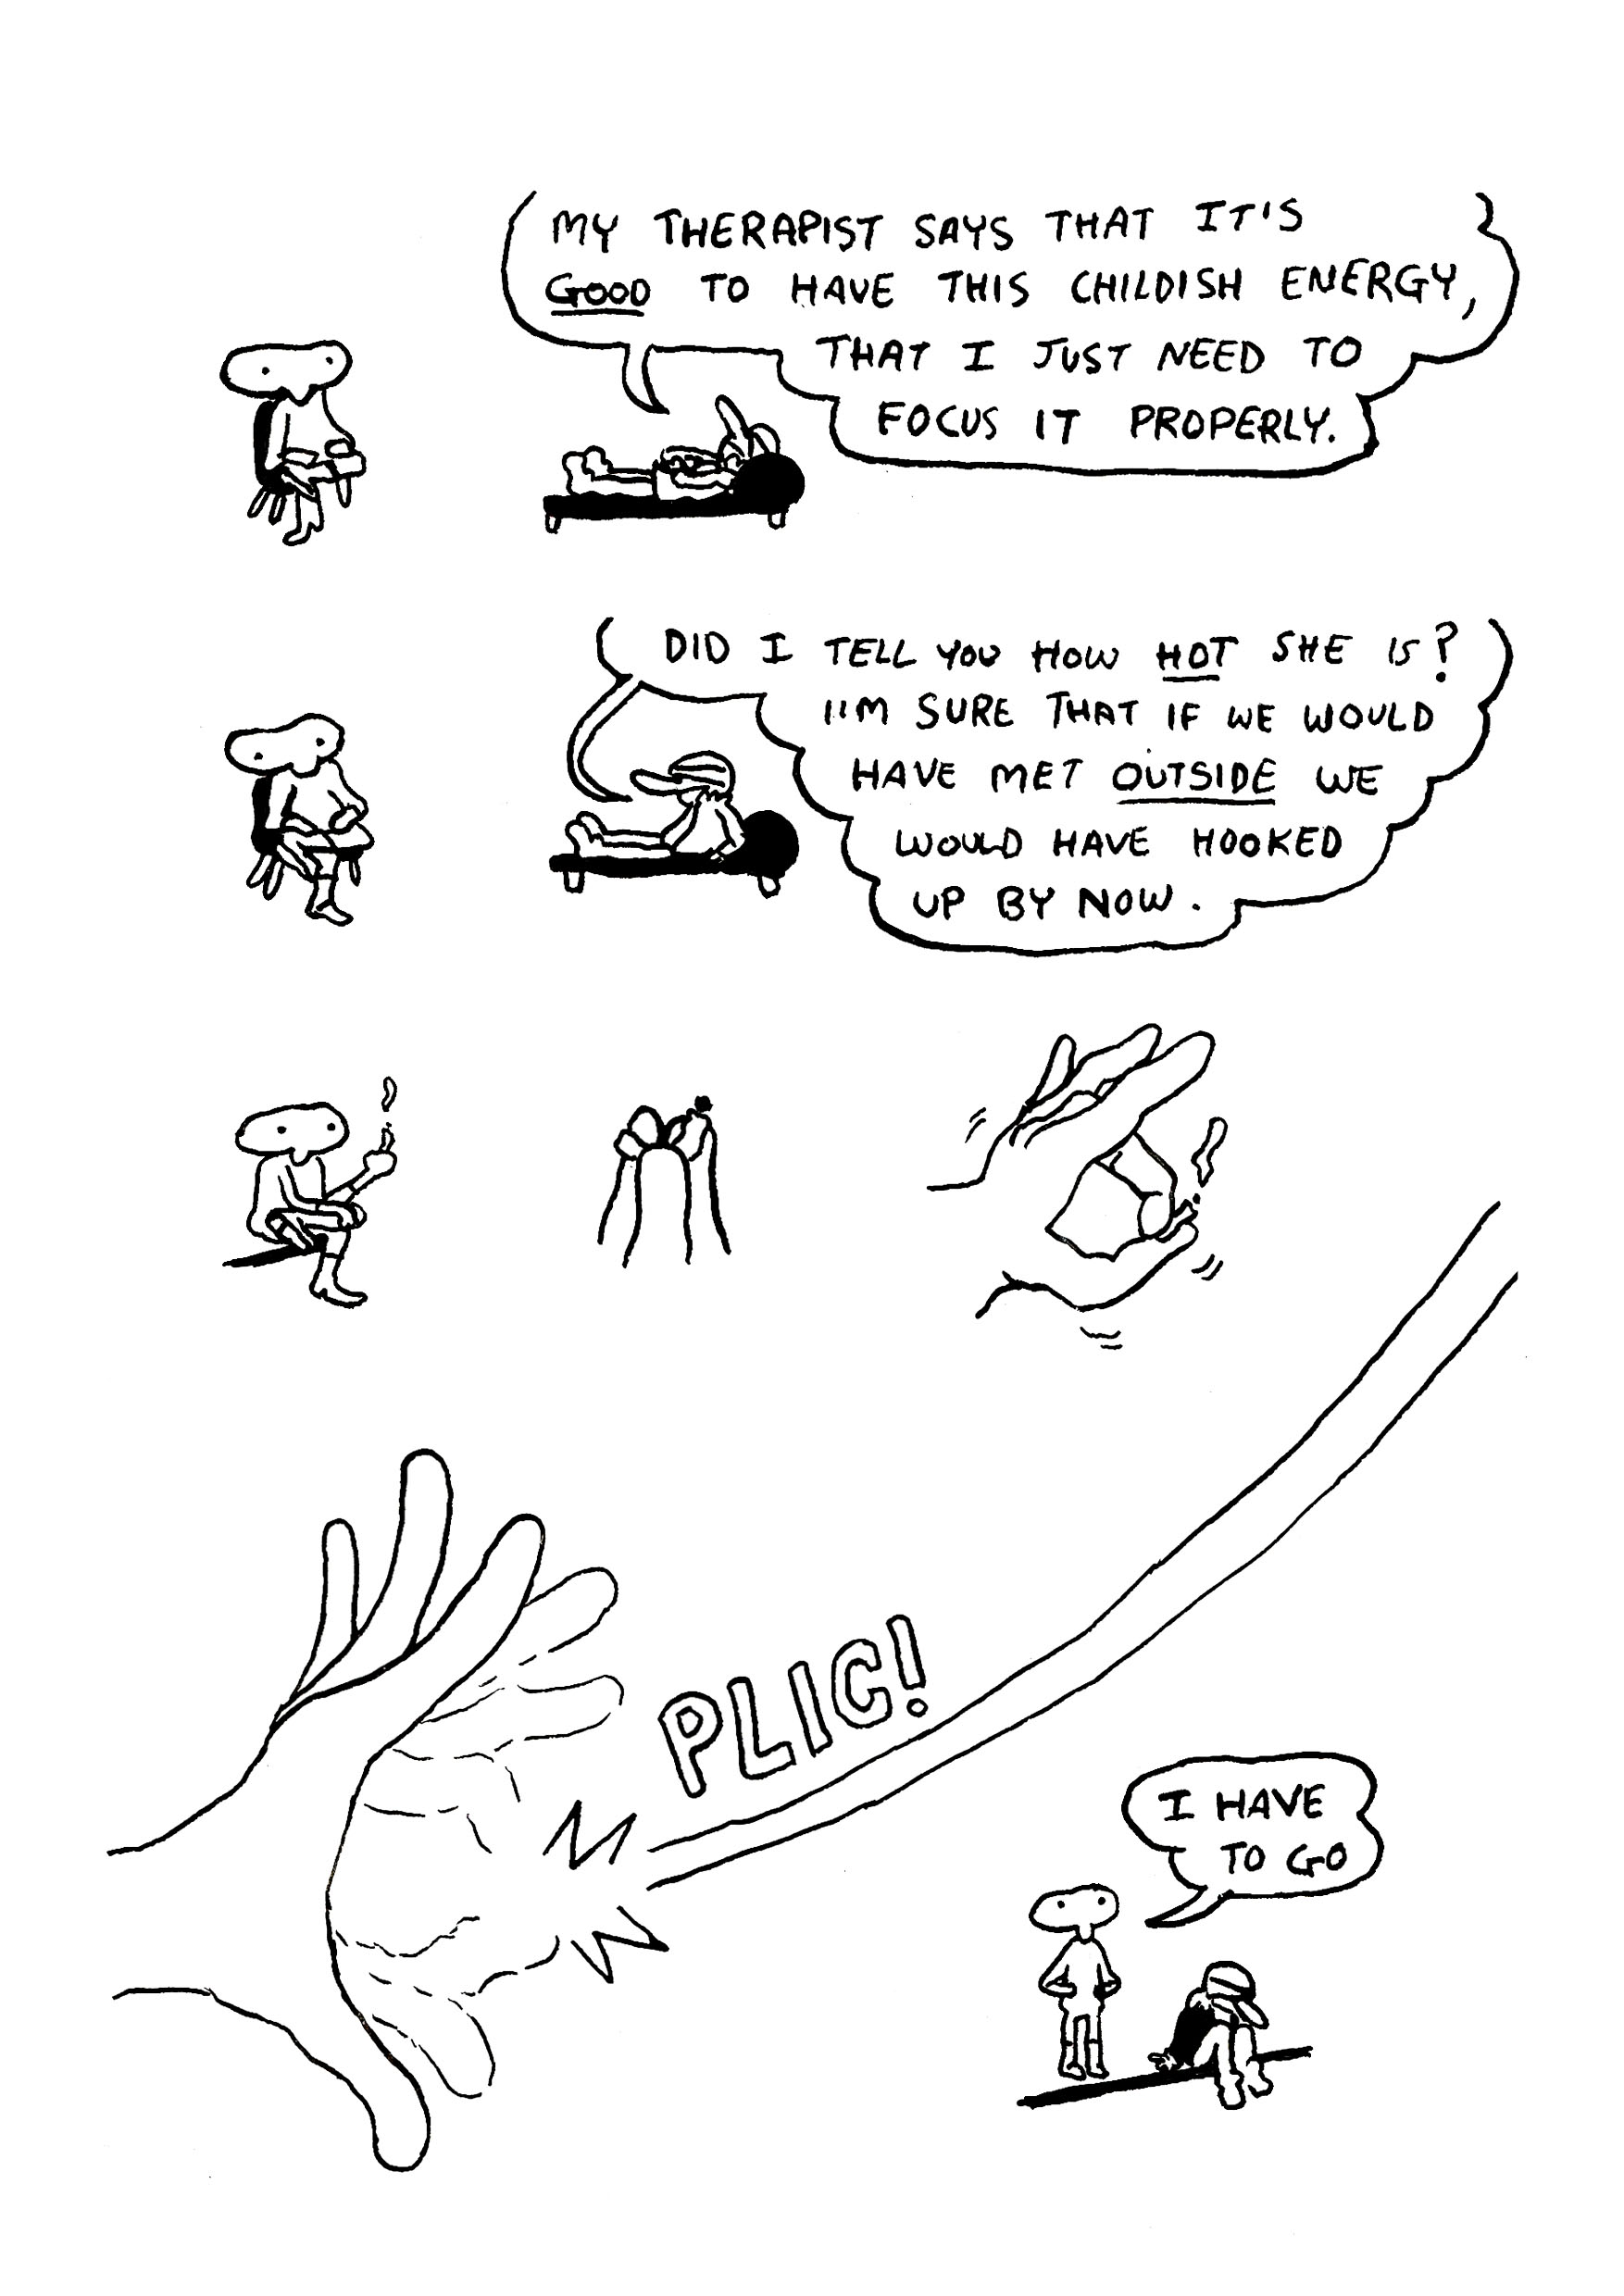 MY THERAPIST SAYS THAT IT'S
GOOD TO HAVE THIS CHILDISH ENERGY,
THAT I JUST NEED TO
FOCUS IT PROPERLY.
DID I TELL YOU HOW HOT SHE IS?
I'M SURE THAT IF WE WOULD
HAVE MET OUTSIDE WE
WOULD HAVE HOOKED
UP BY NOW.
PLIC!
I HAVE
TO GO